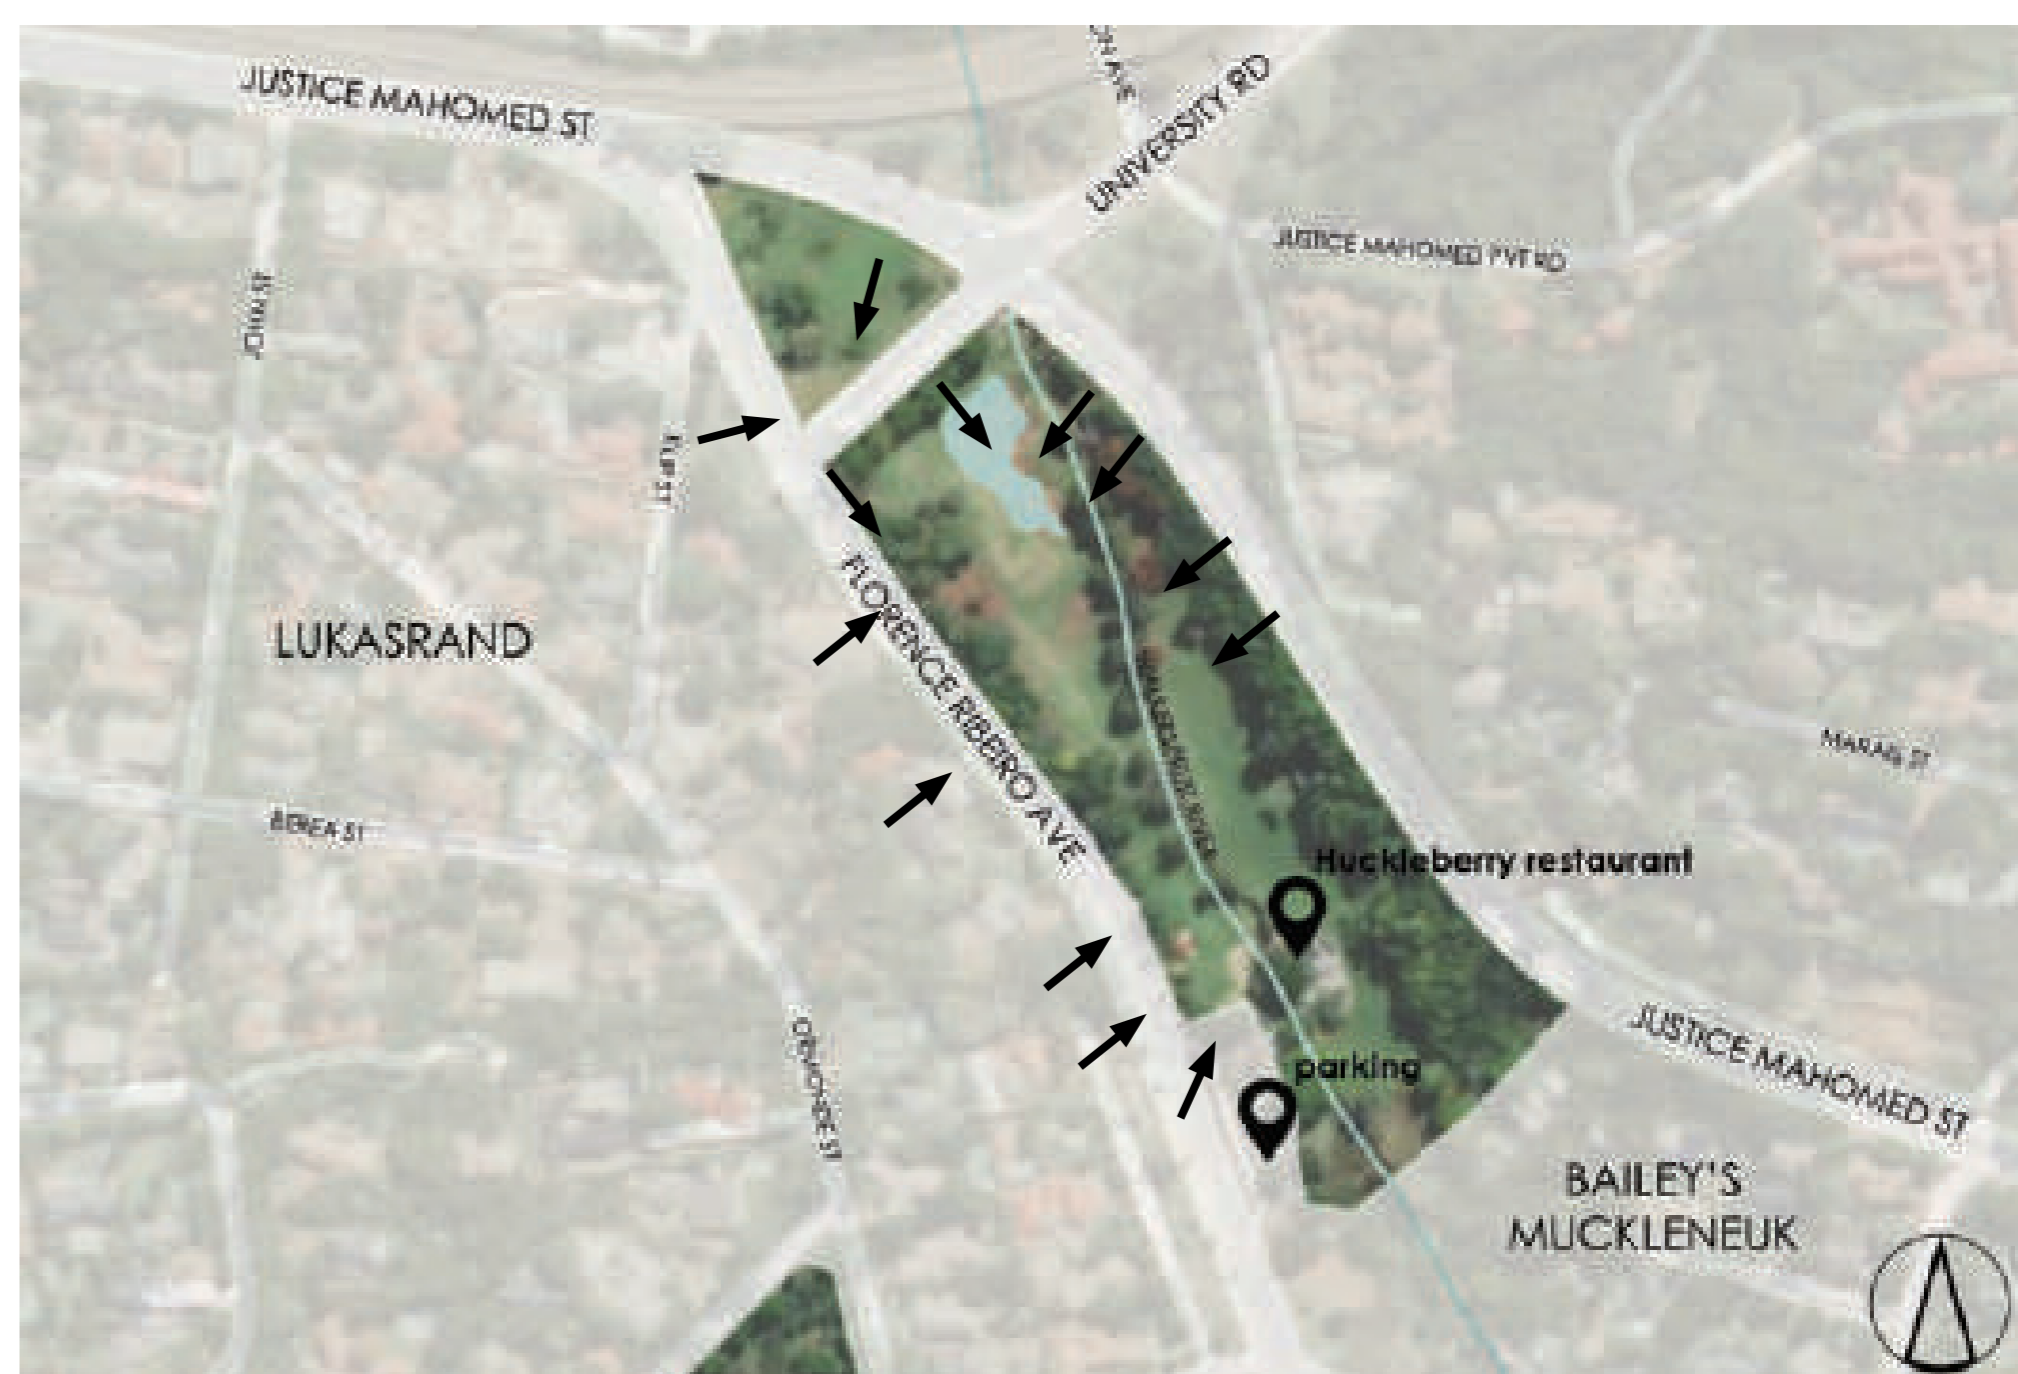 JUSTICE MAHOMED ST
UNIVERSITY RD
JUSTICE MAHOMED PVT RD
FLORENCE RIBEIRO AVE
LUKASRAND
MARAIS ST
BEREA ST
Huckleberry restaurant
parking
JUSTICE MAHOMED ST
BAILEY'S
MUCKLENEUK